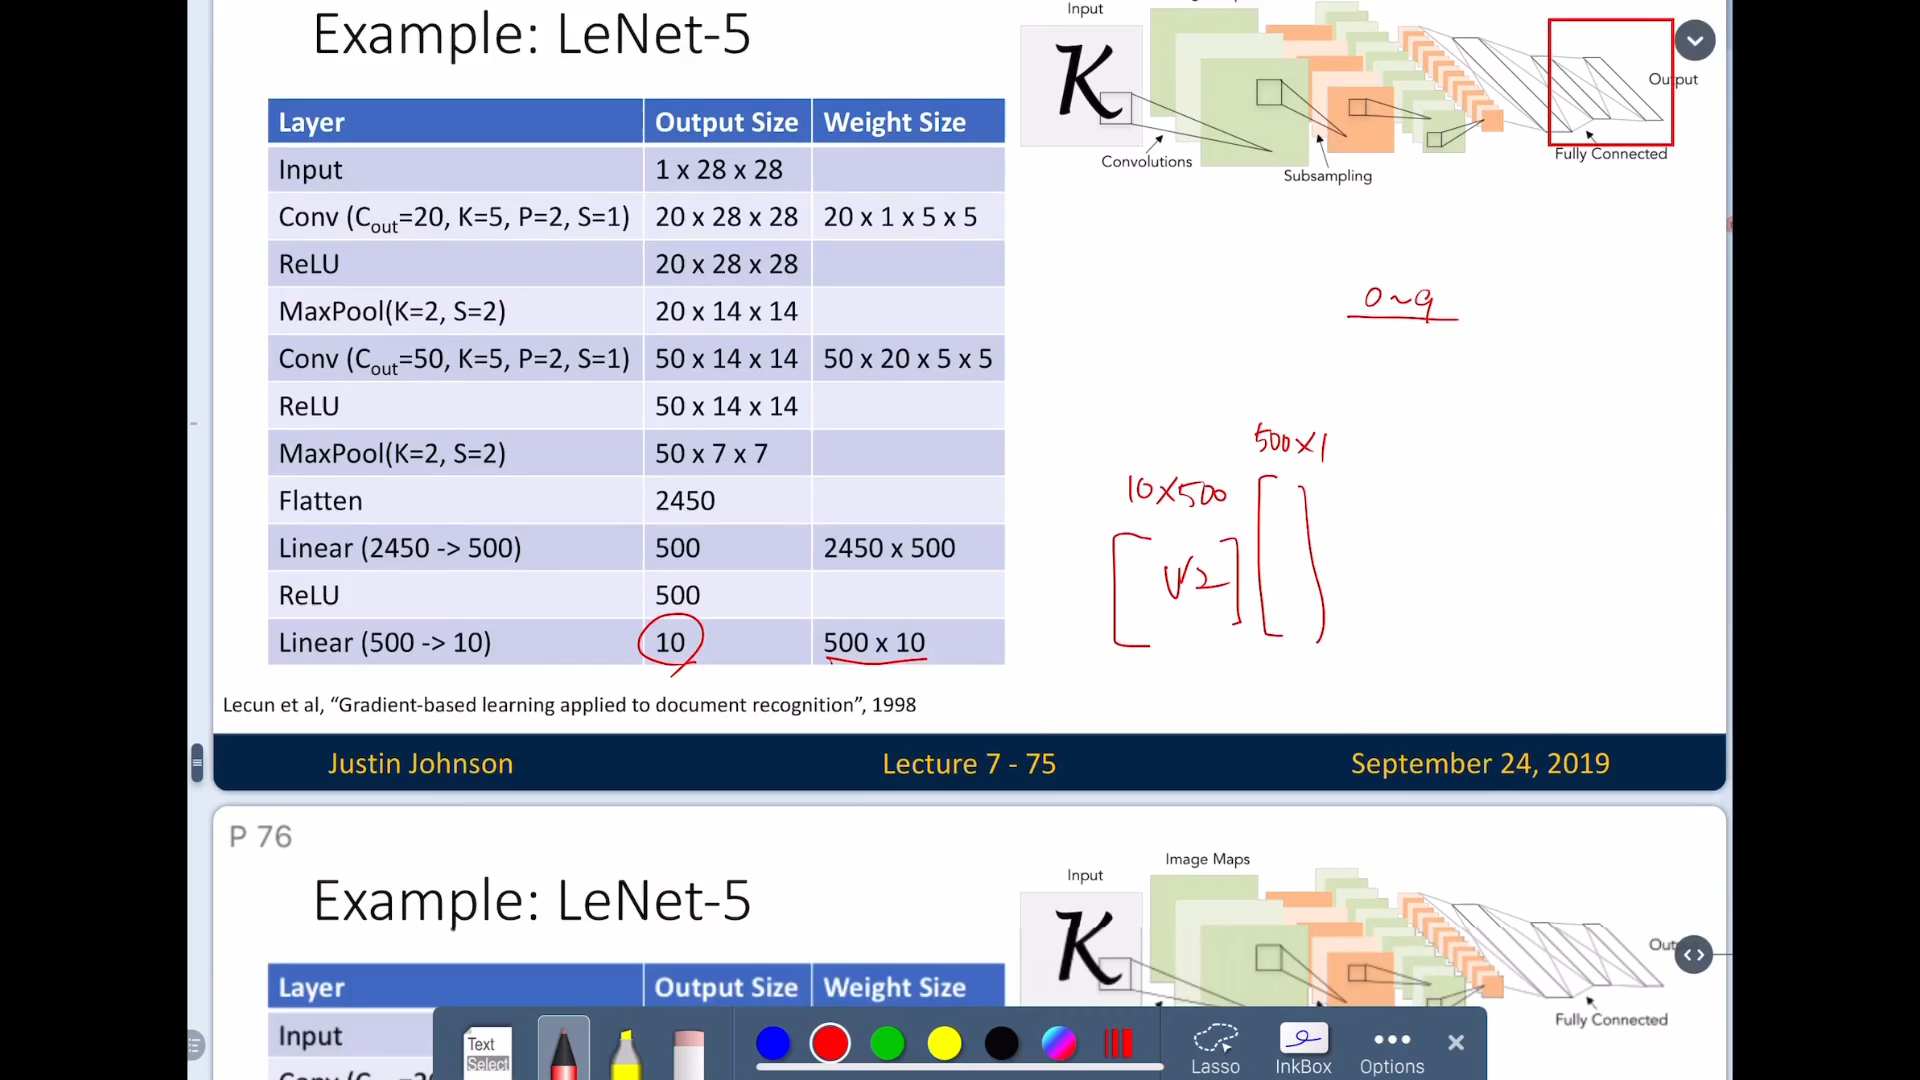 Example: LeNet-5
Input
Output
Convolutions
Subsampling
Fully Connected
Layer Output Size Weight Size
Input 1 x 28 x 28
Conv (Cout=20, K=5, P=2, S=1) 20 x 28 x 28 20 x 1 x 5 x 5
ReLU 20 x 28 x 28
MaxPool(K=2, S=2) 20 x 14 x 14
Conv (Cout=50, K=5, P=2, S=1) 50 x 14 x 14 50 x 20 x 5 x 5
ReLU 50 x 14 x 14
MaxPool(K=2, S=2) 50 x 7 x 7
Flatten 2450
Linear (2450 -> 500) 500 2450 x 500
ReLU 500
Linear (500 -> 10) 10 500 x 10
K
0~9
500x1
10x500
Lecun et al, “Gradient-based learning applied to document recognition”, 1998
Justin Johnson Lecture 7 - 75 September 24, 2019
P 76
Example: LeNet-5
Input
Image Maps
K
Fully Connected
Layer Output Size Weight Size
Input
Text
Select
Lasso
InkBox
Options